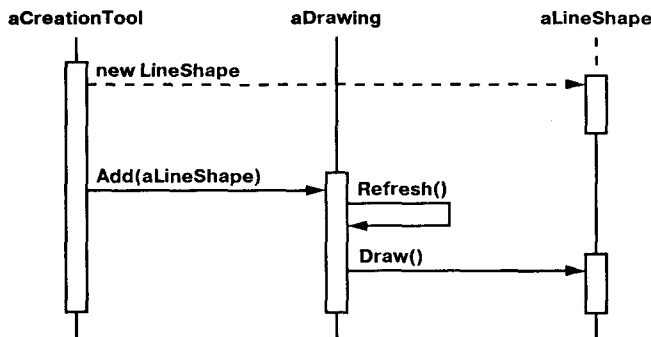 aCreationTool
aDrawing
aLineShape
new LineShape
Add(aLineShape)
Refresh()
Draw()